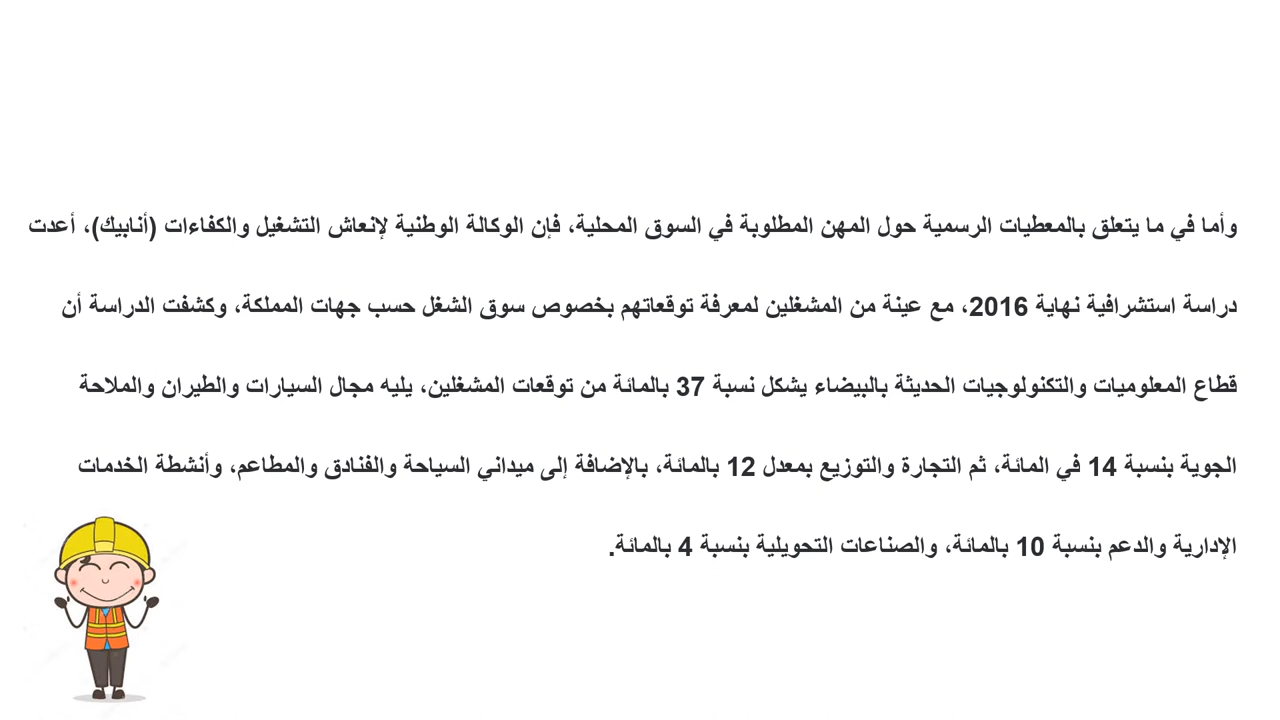 وأما في ما يتعلق بالمعطيات الرسمية حول المهن المطلوبة في السوق المحلية، فإن الوكالة الوطنية لإنعاش التشغيل والكفاءات (أنابيك)، أعدت
دراسة استشرافية نهاية 2016، مع عينة من المشغلين لمعرفة توقعاتهم بخصوص سوق الشغل حسب جهات المملكة، وكشفت الدراسة أن
قطاع المعلوميات والتكنولوجيات الحديثة بالبيضاء يشكل نسبة 37 بالمائة من توقعات المشغلين، يليه مجال السيارات والطيران والملاحة
الجوية بنسبة 14 في المائة، ثم التجارة والتوزيع بمعدل 12 بالمائة، بالإضافة إلى ميداني السياحة والفنادق والمطاعم، وأنشطة الخدمات
الإدارية والدعم بنسبة 10 بالمائة، والصناعات التحويلية بنسبة 4 بالمائة.